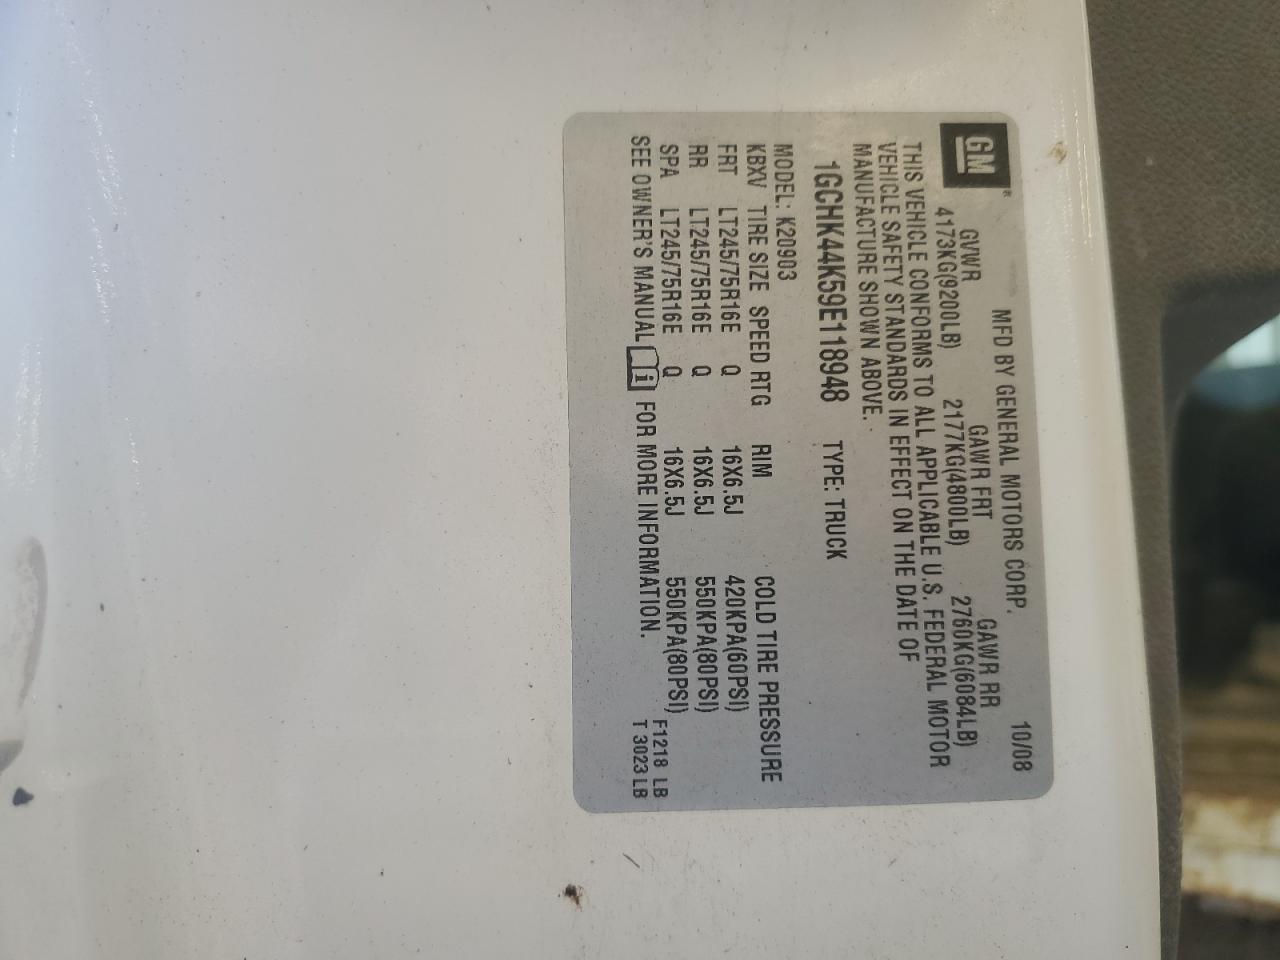 GM®
MFD BY GENERAL MOTORS CORP. 10/08
GVWR GAWR FRT GAWR RR
4173KG(9200LB) 2177KG(4800LB) 2760KG(6084LB)
THIS VEHICLE CONFORMS TO ALL APPLICABLE U.S. FEDERAL MOTOR
VEHICLE SAFETY STANDARDS IN EFFECT ON THE DATE OF
MANUFACTURE SHOWN ABOVE.
1GCHK44K59E118948 TYPE: TRUCK
MODEL: K20903
KBXV TIRE SIZE SPEED RTG RIM COLD TIRE PRESSURE
FRT LT245/75R16E Q 16X6.5J 420KPA(60PSI)
RR LT245/75R16E Q 16X6.5J 550KPA(80PSI)
SPA LT245/75R16E Q 16X6.5J 550KPA(80PSI)
SEE OWNER'S MANUAL i FOR MORE INFORMATION.
F1218 LB
T 3023 LB